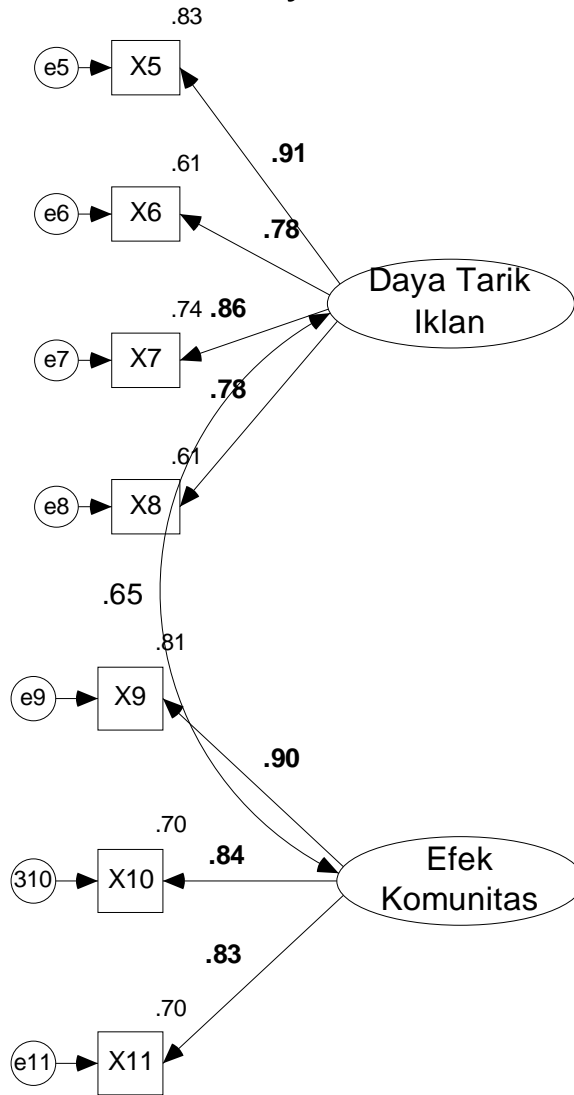 .83
e5
X5
.91
.61
e6
X6
.78
Daya Tarik
Iklan
.74
.86
e7
X7
.78
.61
e8
X8
.65
.81
e9
X9
.90
.70
.84
310
X10
Efek
Komunitas
.83
.70
e11
X11